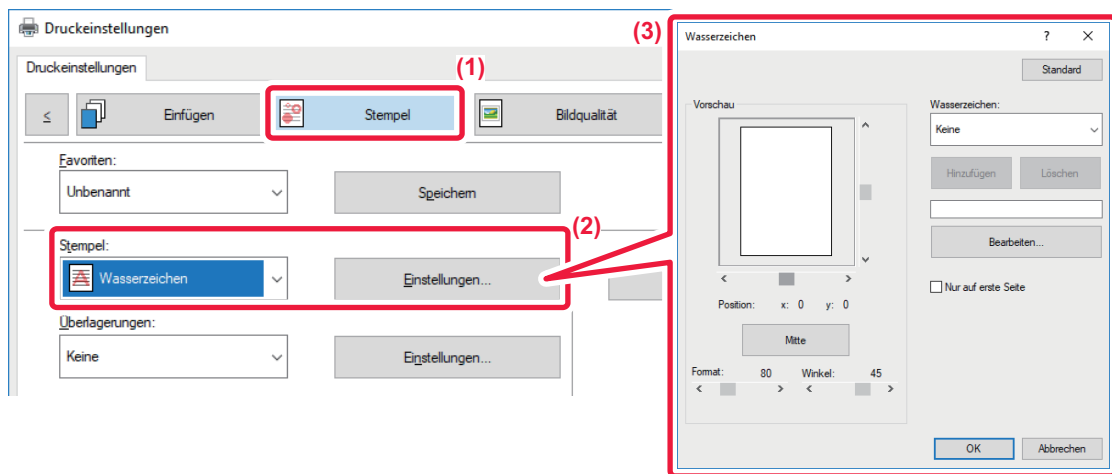 Druckeinstellungen
Druckeinstellungen
(1)
< Einfügen Stempel Bildqualität
Favoriten:
Unbenannt Speichern
(2)
Stempel:
Wasserzeichen Einstellungen...
Überlagerungen:
Keine Einstellungen...
(3)
Wasserzeichen ? ×
Standard
Vorschau
Wasserzeichen:
Keine
Hinzufügen Löschen
Bearbeiten...
Nur auf erste Seite
Position: x: 0 y: 0
Mitte
Format: 80 Winkel: 45
OK Abbrechen